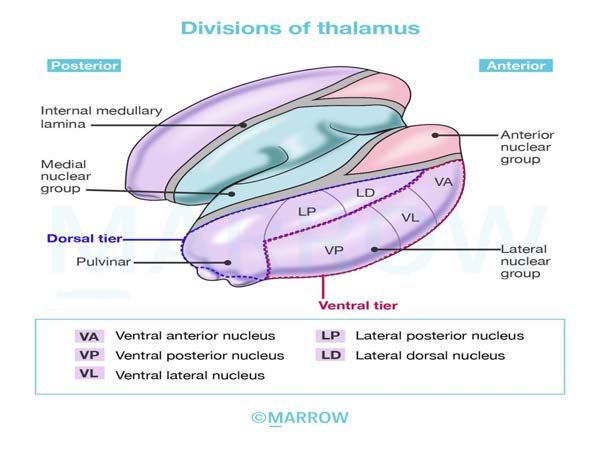 Divisions of thalamus
Posterior
Anterior
Internal medullary
lamina
Anterior
nuclear
group
Medial
nuclear
group
LP
LD
VA
VL
VP
Dorsal tier
Pulvinar
Lateral
nuclear
group
Ventral tier
MARROW
VA Ventral anterior nucleus
LP Lateral posterior nucleus
VP Ventral posterior nucleus
LD Lateral dorsal nucleus
VL Ventral lateral nucleus
©MARROW